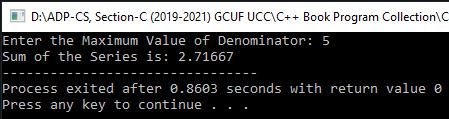 D:\ADP-CS, Section-C (2019-2021) GCUF UCC\C++ Book Program Collection\C
Enter the Maximum Value of Denominator: 5
Sum of the Series is: 2.71667
--------------------------------
Process exited after 0.8603 seconds with return value 0
Press any key to continue . . .